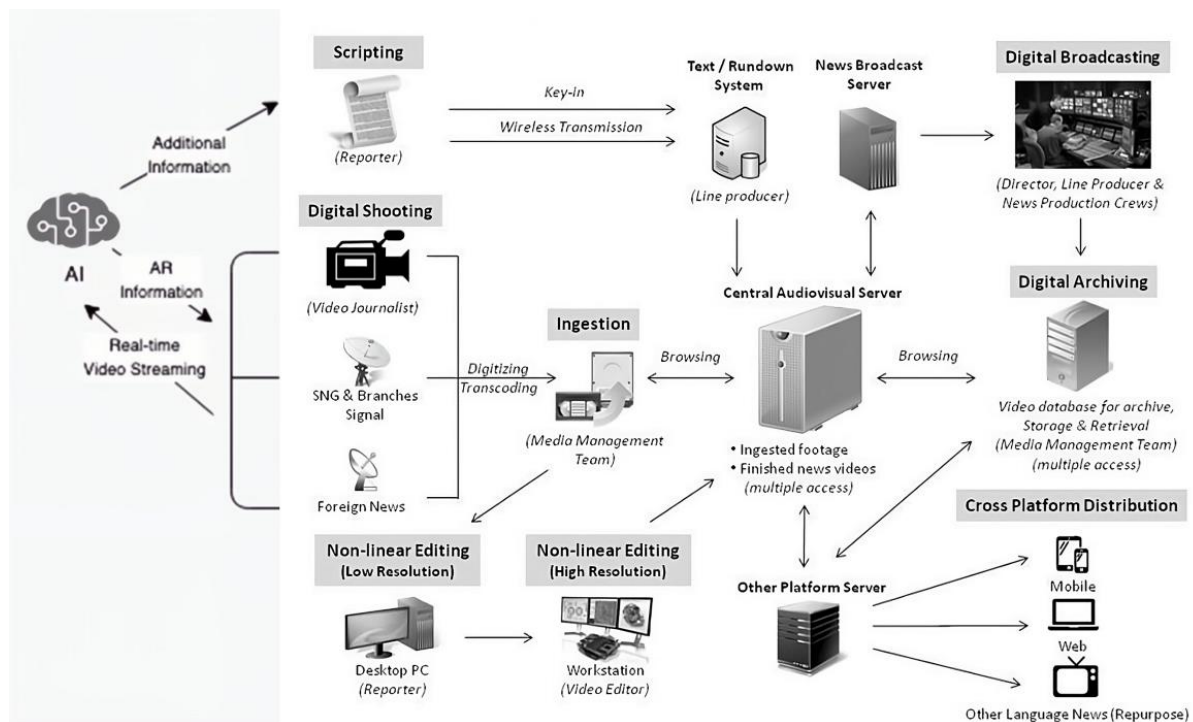 Additional
Information
AI
AR
Information
Real-time
Video Streaming
Scripting
(Reporter)
Key-in
Wireless Transmission
Text / Rundown
System
(Line producer)
News Broadcast
Server
Digital Broadcasting
(Director, Line Producer &
News Production Crews)
Digital Shooting
(Video Journalist)
SNG & Branches
Signal
Foreign News
Digitizing
Transcoding
Ingestion
(Media Management
Team)
Browsing
Central Audiovisual Server
• Ingested footage
• Finished news videos
(multiple access)
Browsing
Digital Archiving
Video database for archive,
Storage & Retrieval
(Media Management Team)
(multiple access)
Non-linear Editing
(Low Resolution)
Desktop PC
(Reporter)
Non-linear Editing
(High Resolution)
Workstation
(Video Editor)
Other Platform Server
Cross Platform Distribution
Mobile
Web
Other Language News (Repurpose)